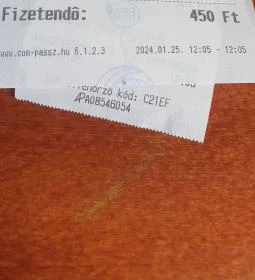 Fizetendő: 450 Ft
www.com-passz.hu 6.1.2.3 2024.01.25. 12:05 - 12:05
kód: C21EF
APA08546054